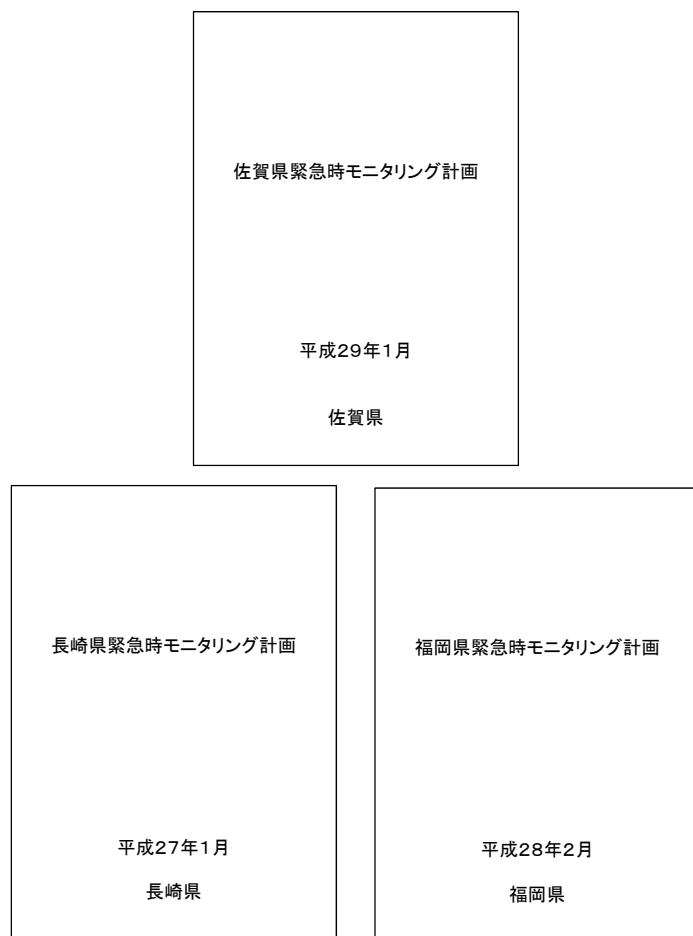 佐賀県緊急時モニタリング計画
平成29年1月
佐賀県
長崎県緊急時モニタリング計画
平成27年1月
長崎県
福岡県緊急時モニタリング計画
平成28年2月
福岡県